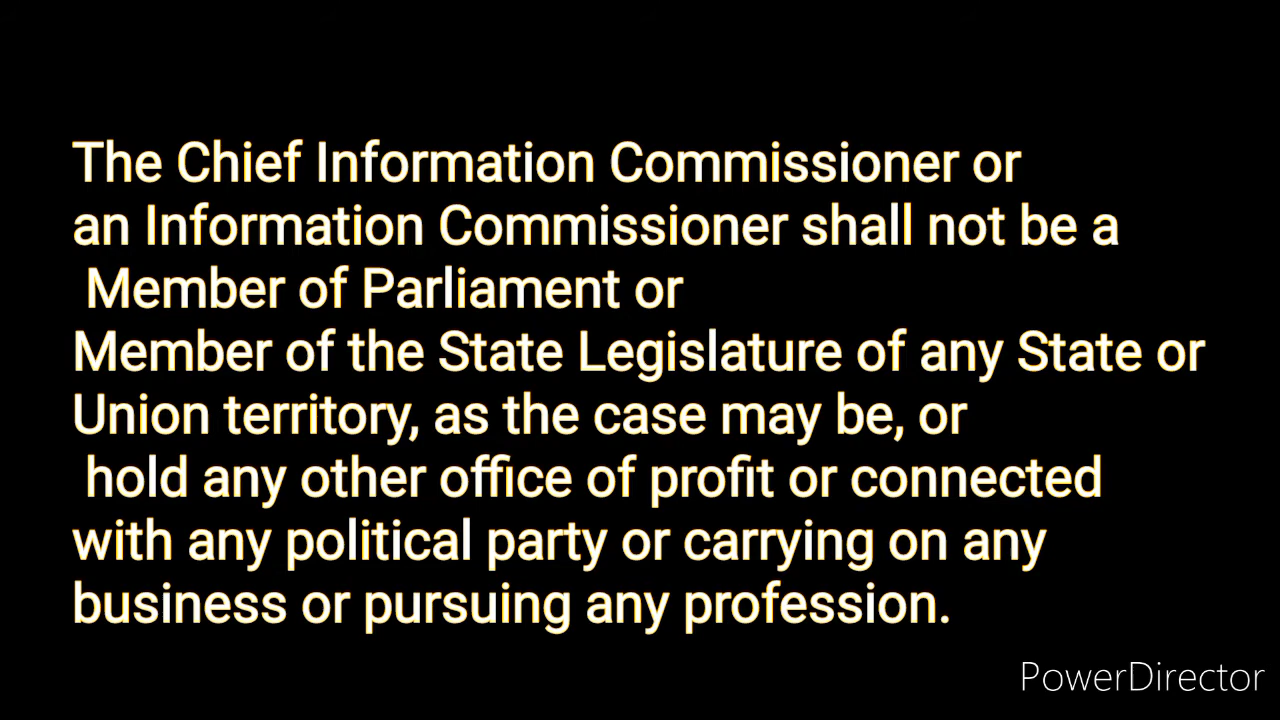 The Chief Information Commissioner or
an Information Commissioner shall not be a
Member of Parliament or
Member of the State Legislature of any State or
Union territory, as the case may be, or
hold any other office of profit or connected
with any political party or carrying on any
business or pursuing any profession.
PowerDirector